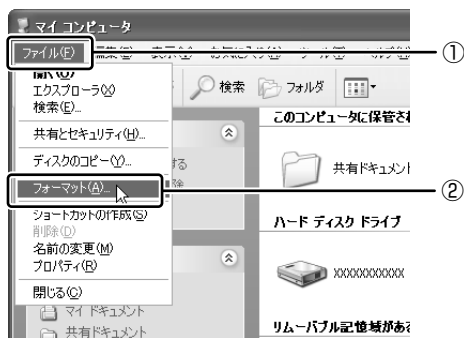 マイ コンピュータ
ファイル(F)
①
エクスプローラ(X)
検索(E)...
検索
フォルダ
共有とセキュリティ(H)...
このコンピュータに保管され
ディスクのコピー(Y)...
する
共有ドキュメント
フォーマット(A)...
②
ショートカットの作成(S)
削除(D)
ハード ディスク ドライブ
名前の変更(M)
プロパティ(R)
XXXXXXXXXXX
閉じる(C)
マイ ドキュメント
共有ドキュメント
リムーバブル記憶域があ